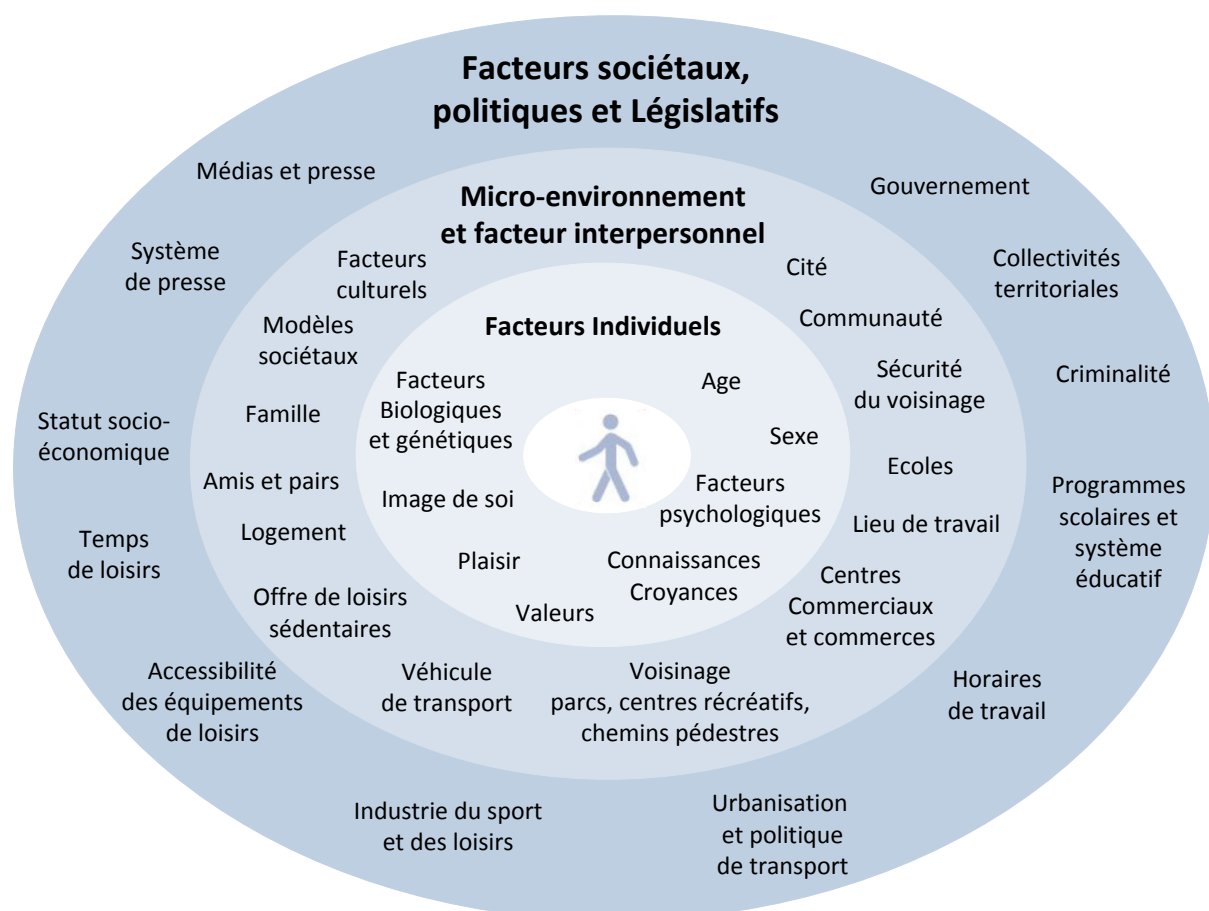 Facteurs sociétaux,
politiques et Législatifs
Médias et presse
Gouvernement
Système
de presse
Collectivités
territoriales
Criminalité
Statut socio-
économique
Programmes
scolaires et
système
éducatif
Temps
de loisirs
Accessibilité
des équipements
de loisirs
Horaires
de travail
Industrie du sport
et des loisirs
Urbanisation
et politique
de transport
Micro-environnement
et facteur interpersonnel
Facteurs
culturels
Cité
Modèles
sociétaux
Communauté
Famille
Sécurité
du voisinage
Amis et pairs
Ecoles
Logement
Lieu de travail
Offre de loisirs
sédentaires
Centres
Commerciaux
et commerces
Véhicule
de transport
Voisinage
parcs, centres récréatifs,
chemins pédestres
Facteurs Individuels
Facteurs
Biologiques
et génétiques
Age
Sexe
Image de soi
Facteurs
psychologiques
Plaisir
Connaissances
Croyances
Valeurs